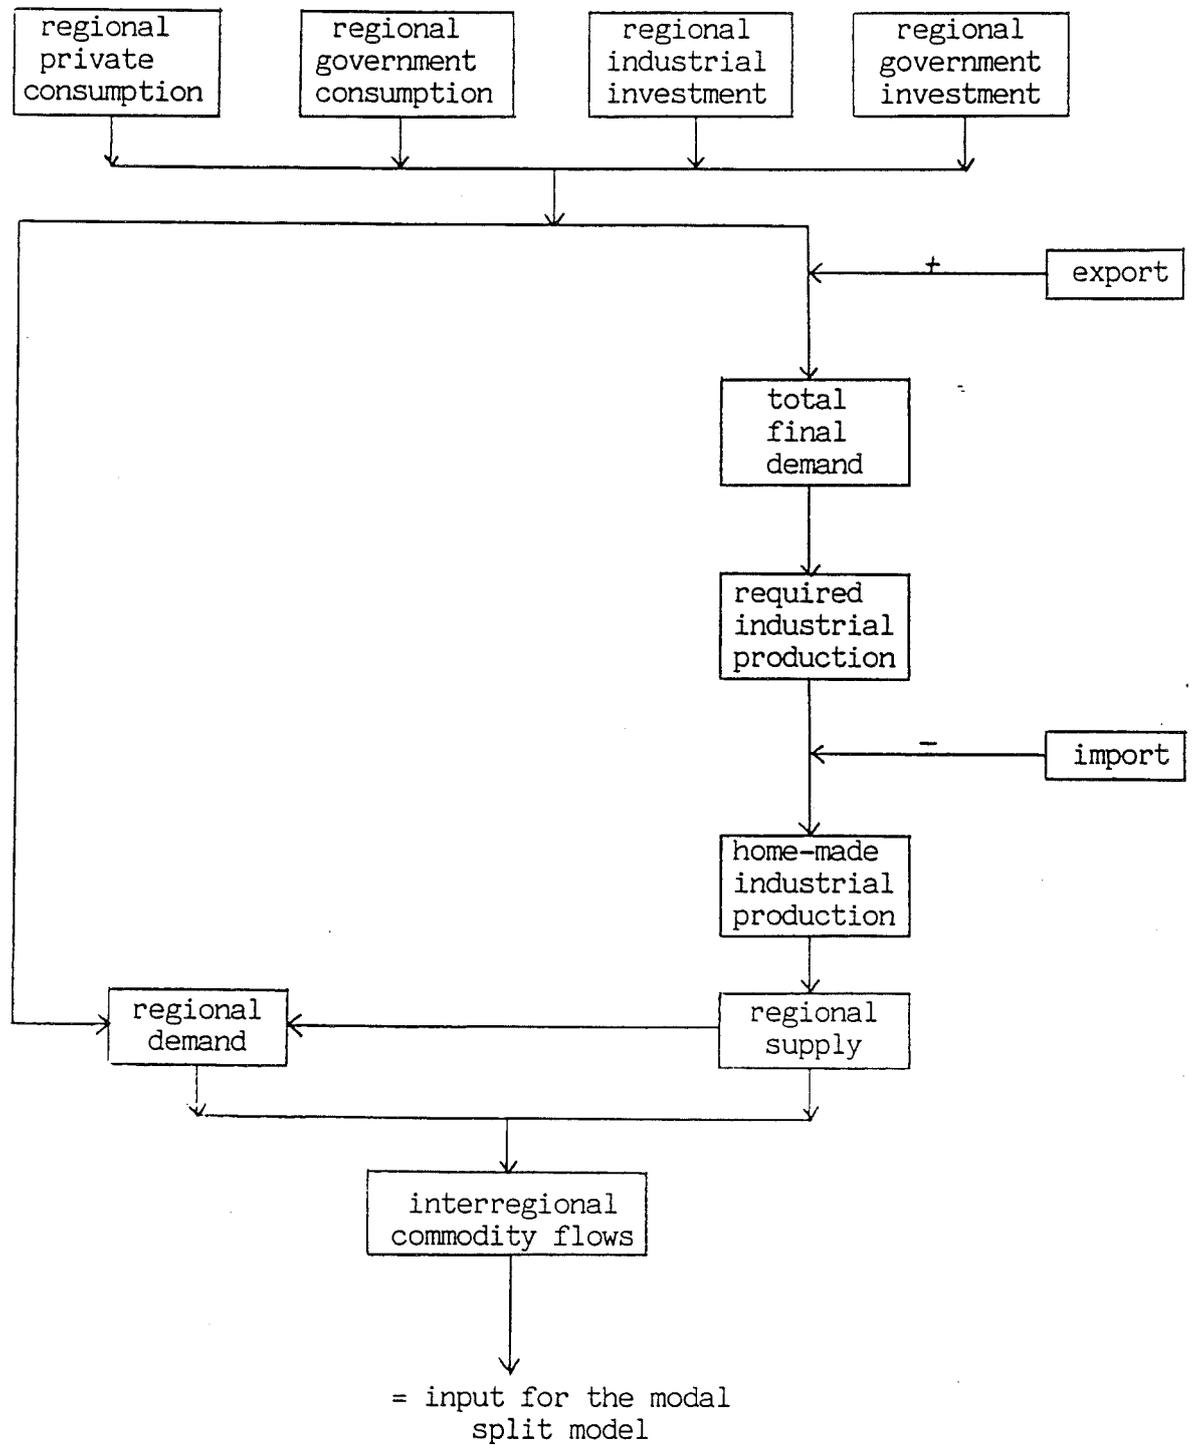 regional
private
consumption
regional
government
consumption
regional
industrial
investment
regional
government
investment
+
export
total
final
demand
required
industrial
production
-
import
home-made
industrial
production
regional
demand
regional
supply
interregional
commodity flows
= input for the modal
split model